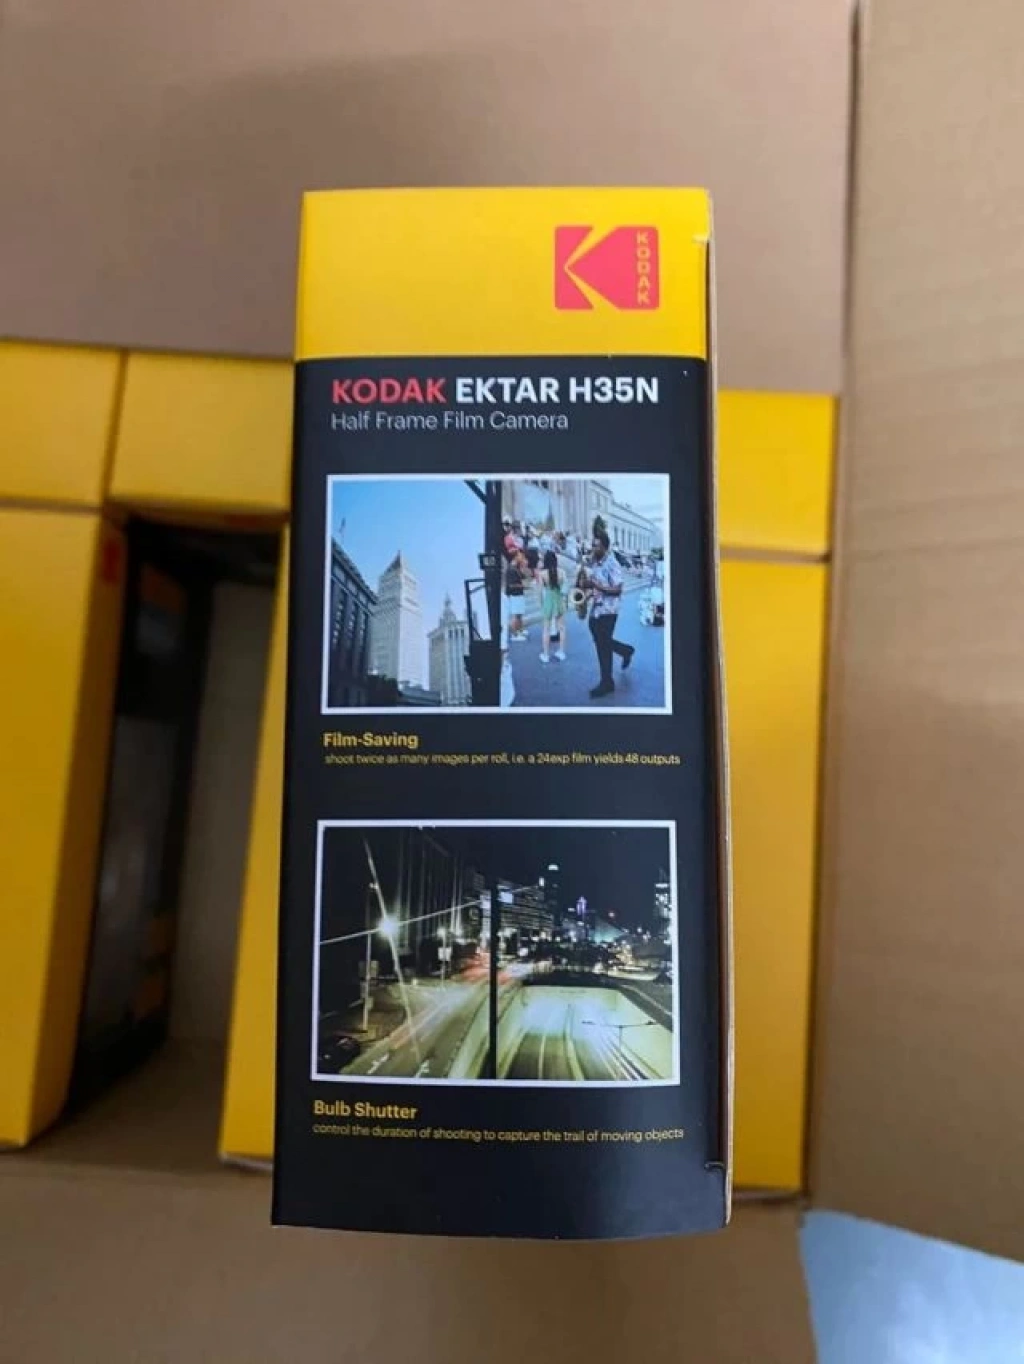 KODAK
KODAK EKTAR H35N
Half Frame Film Camera
Film-Saving
shoot twice as many images per roll, i.e. a 24exp film yields 48 outputs
Bulb Shutter
control the duration of shooting to capture the trail of moving objects